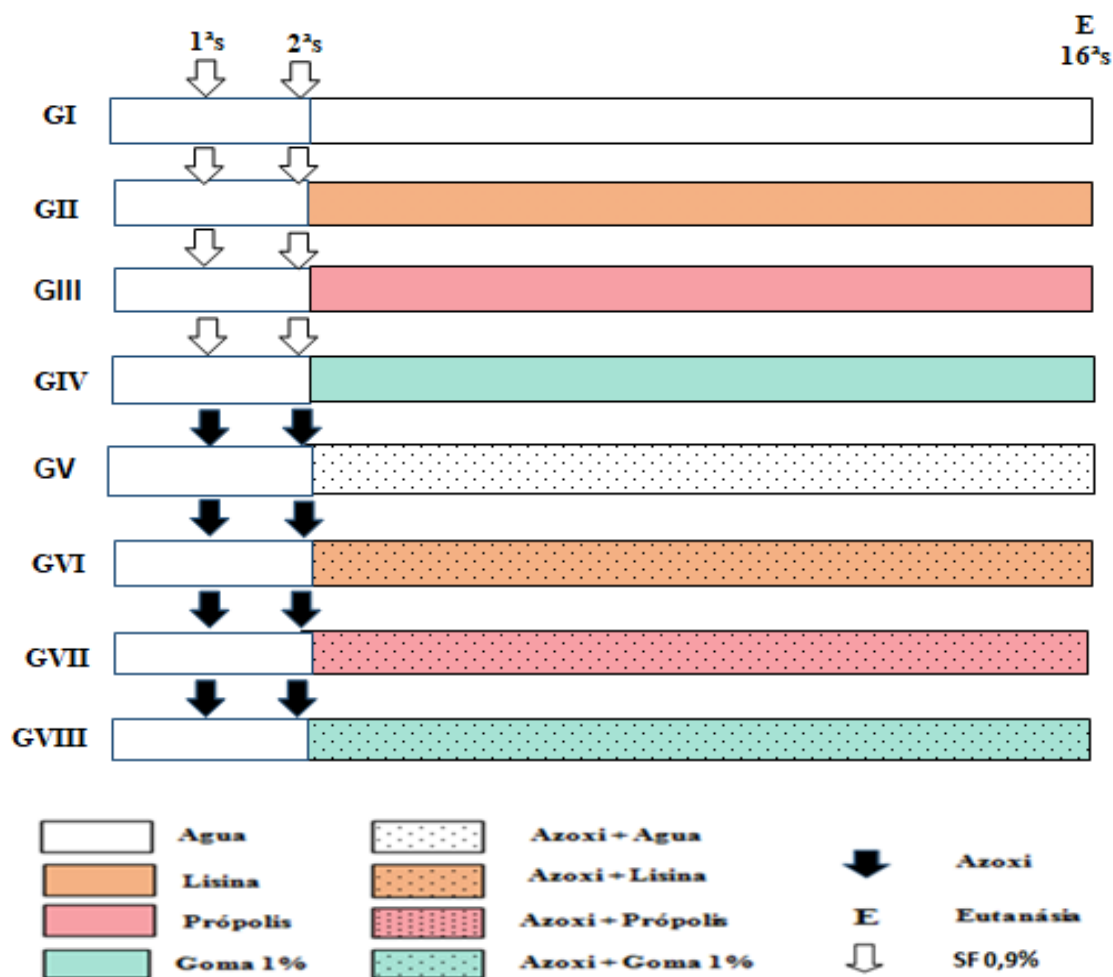 1ªs 2ªs E
16ªs
GI
GII
GIII
GIV
GV
GVI
GVII
GVIII
Agua Azoxi + Agua Azoxi
Lisina Azoxi + Lisina
Própolis Azoxi + Própolis E Eutanásia
Goma 1% Azoxi + Goma 1% SF 0,9%